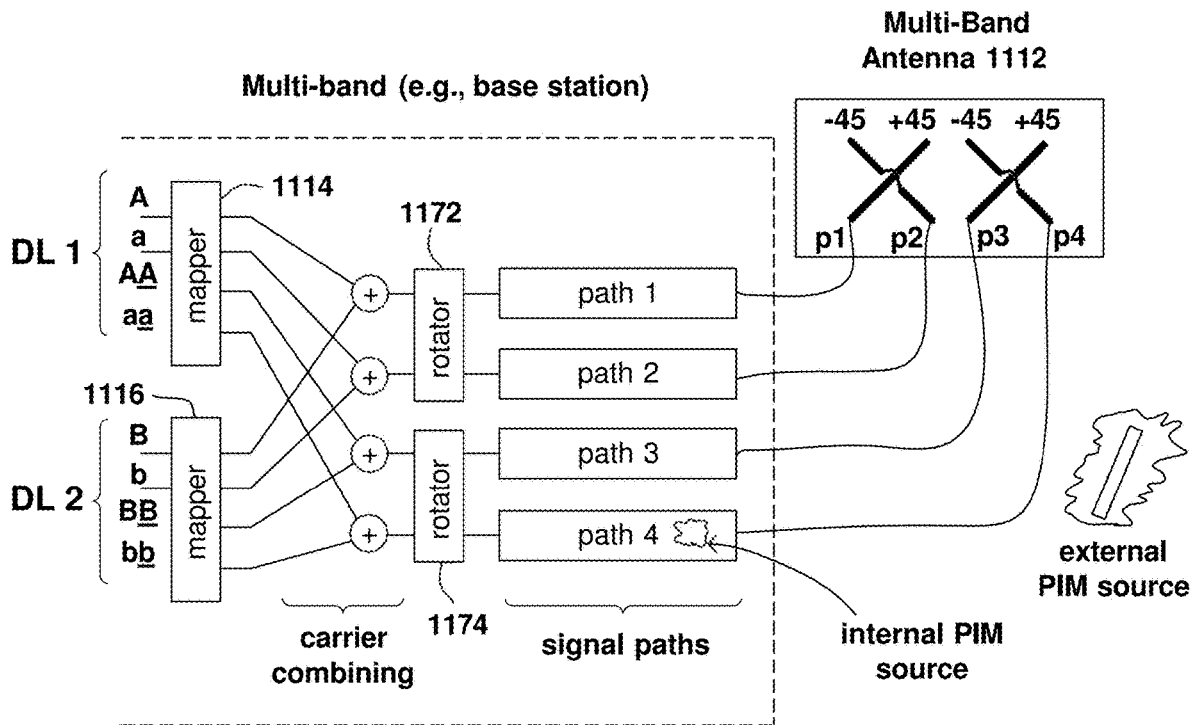 Multi-Band
Antenna 1112
Multi-band (e.g., base station)
-45 +45 -45 +45
p1 p2 p3 p4
DL 1
A
a
AA
aa
mapper
1114
1172
+
+
+
+
rotator
rotator
path 1
path 2
path 3
path 4
1116
DL 2
B
b
BB
bb
mapper
1174
carrier
combining
signal paths
internal PIM
source
external
PIM source